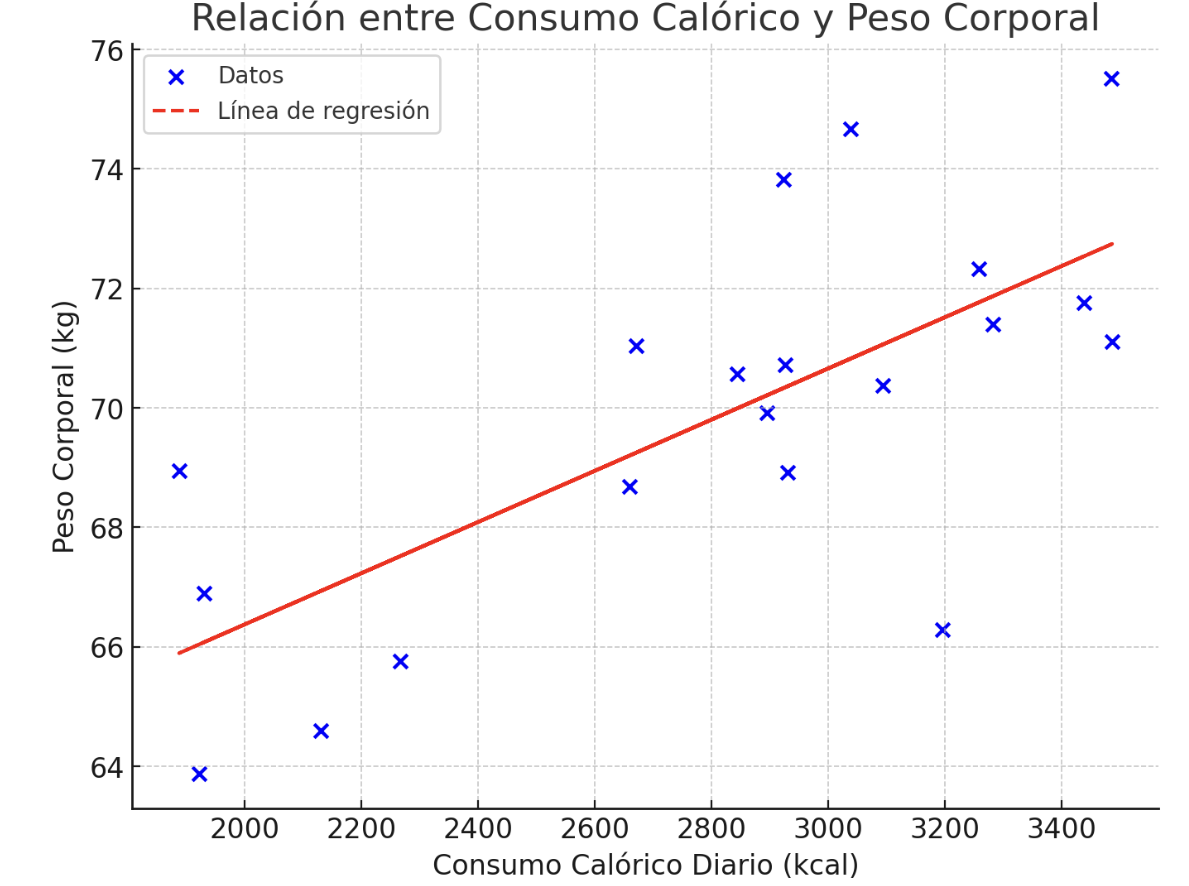 Relación entre Consumo Calórico y Peso Corporal
76
74
72
70
68
66
64
Datos
Línea de regresión
Peso Corporal (kg)
2000 2200 2400 2600 2800 3000 3200 3400
Consumo Calórico Diario (kcal)